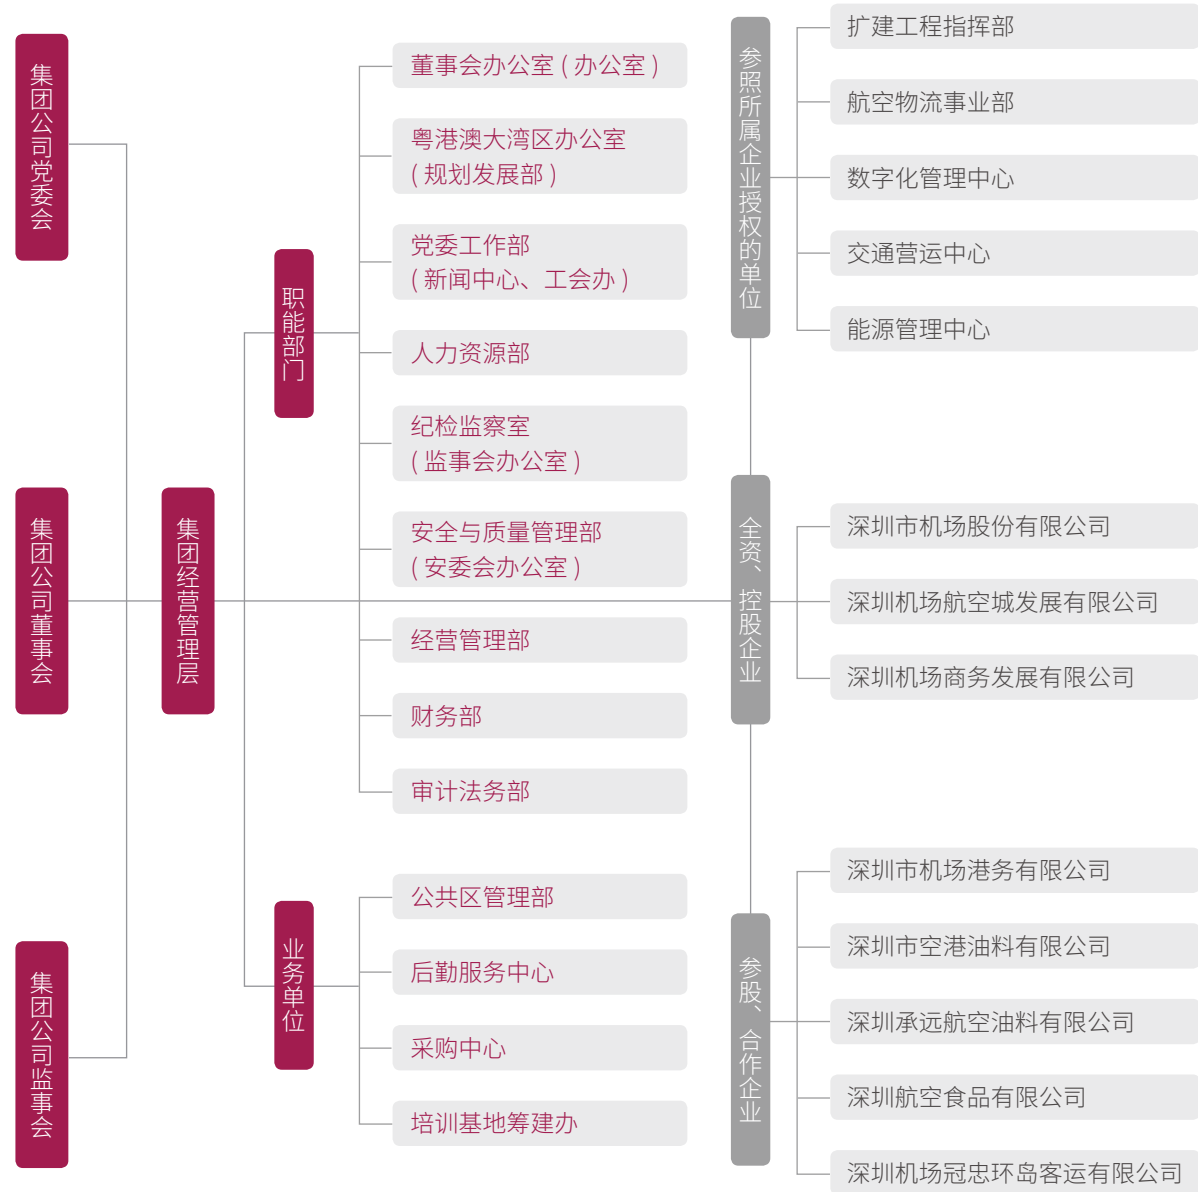 集团公司党委会
集团公司董事会
集团公司监事会
集团经营管理层
职能部门
董事会办公室（办公室）
粤港澳大湾区办公室
（规划发展部）
党委工作部
（新闻中心、工会办）
人力资源部
纪检监察室
（监事会办公室）
安全与质量管理部
（安委会办公室）
经营管理部
财务部
审计法务部
业务单位
公共区管理部
后勤服务中心
采购中心
培训基地筹建办
参照所属企业授权的单位
扩建工程指挥部
航空物流事业部
数字化管理中心
交通营运中心
能源管理中心
全资、控股企业
深圳市机场股份有限公司
深圳机场航空城发展有限公司
深圳机场商务发展有限公司
参股、合作企业
深圳市机场港务有限公司
深圳市空港油料有限公司
深圳承远航空油料有限公司
深圳航空食品有限公司
深圳机场冠忠环岛客运有限公司